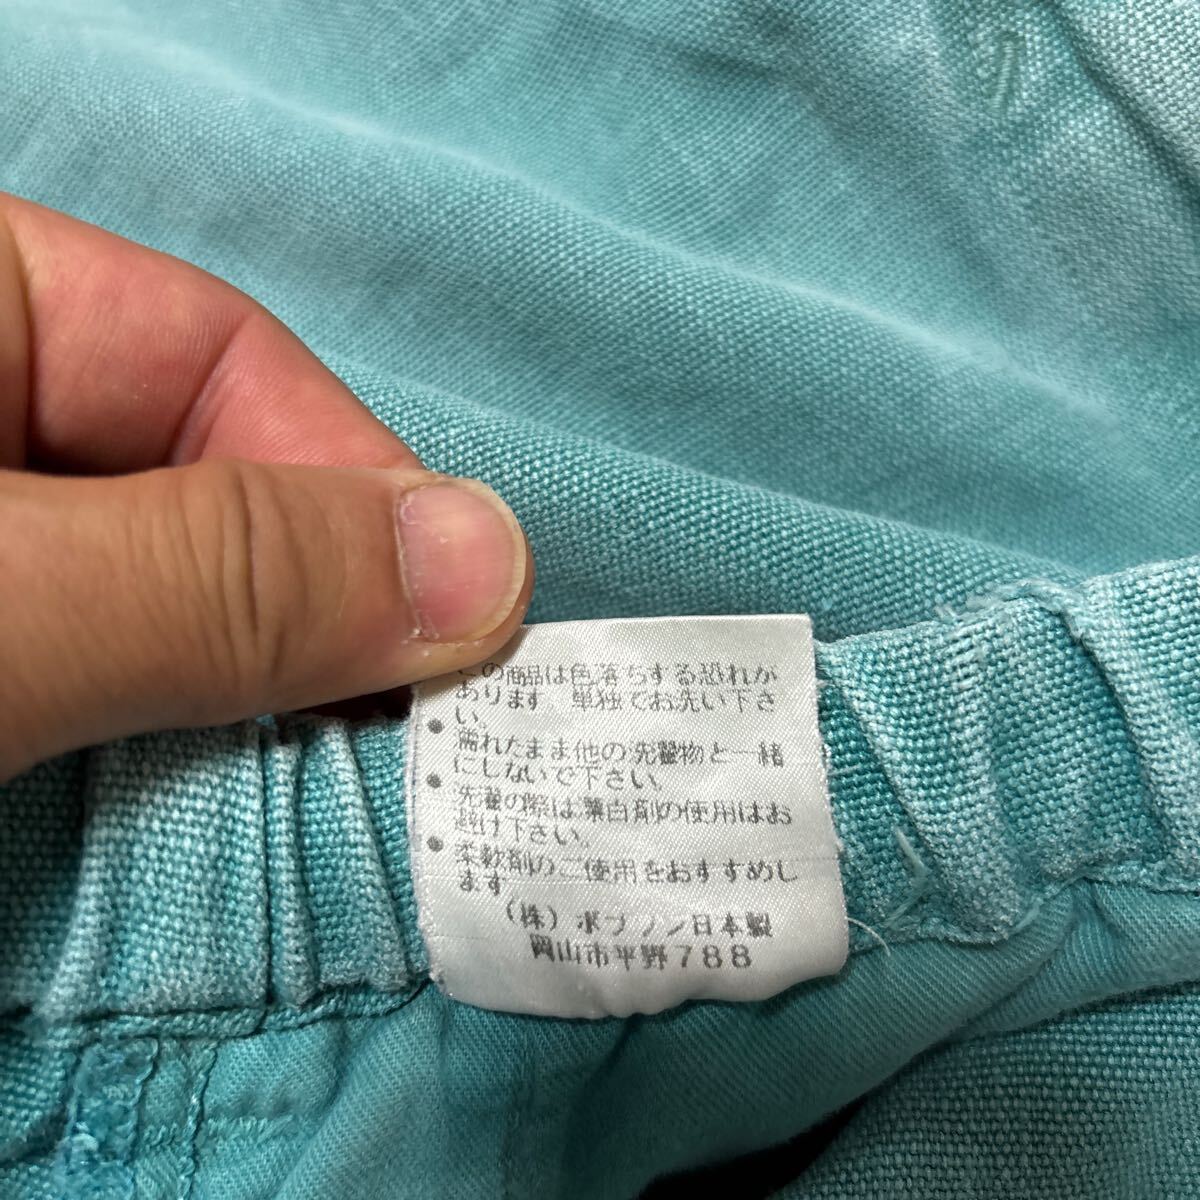 この商品は色落ちする恐れが
あります。単独でお洗い下さ
い。
● 濡れたまま他の洗濯物と一緒
にしないで下さい。
● 洗濯の際は漂白剤の使用はお
避け下さい。
● 柔軟剤のご使用をおすすめし
ます
(株) ボブソン日本製
岡山市平野788